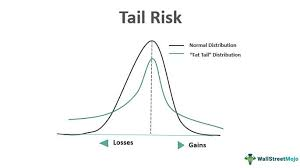 Tail Risk
Normal Distribution
"Fat Tail" Distribution
Losses
Gains
WallStreetMojo